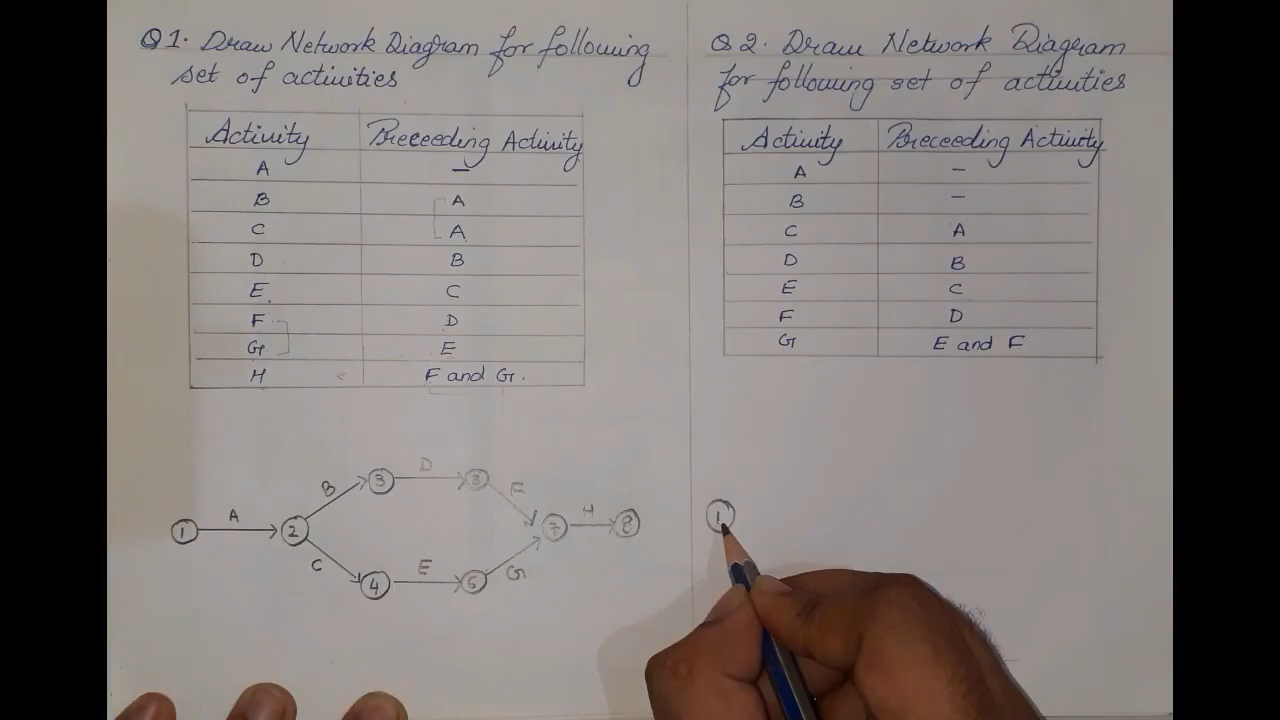 Q1. Draw Network Diagram for following
set of activities
Activity Preceeding Activity
A –
B A
C A
D B
E C
F D
G E
H F and G.
B D F
1 A 2 3 5 7 H 8
C 4 E 6 G
Q2. Draw Network Diagram
for following set of activities
Activity Preceeding Activity
A –
B –
C A
D B
E C
F D
G E and F
1